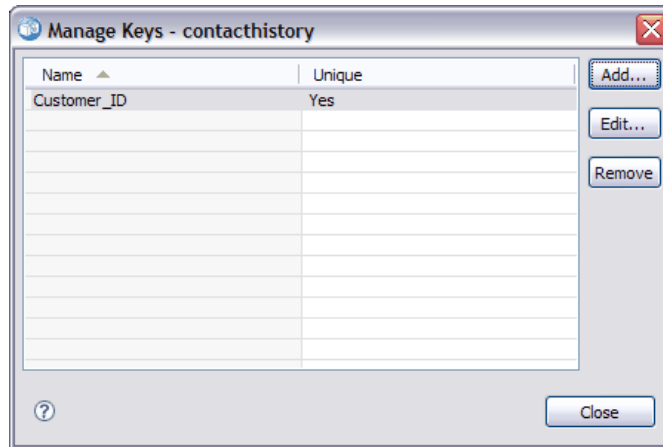 Manage Keys - contacthistory
Name Unique Add...
Customer_ID Yes
Edit...
Remove
? Close